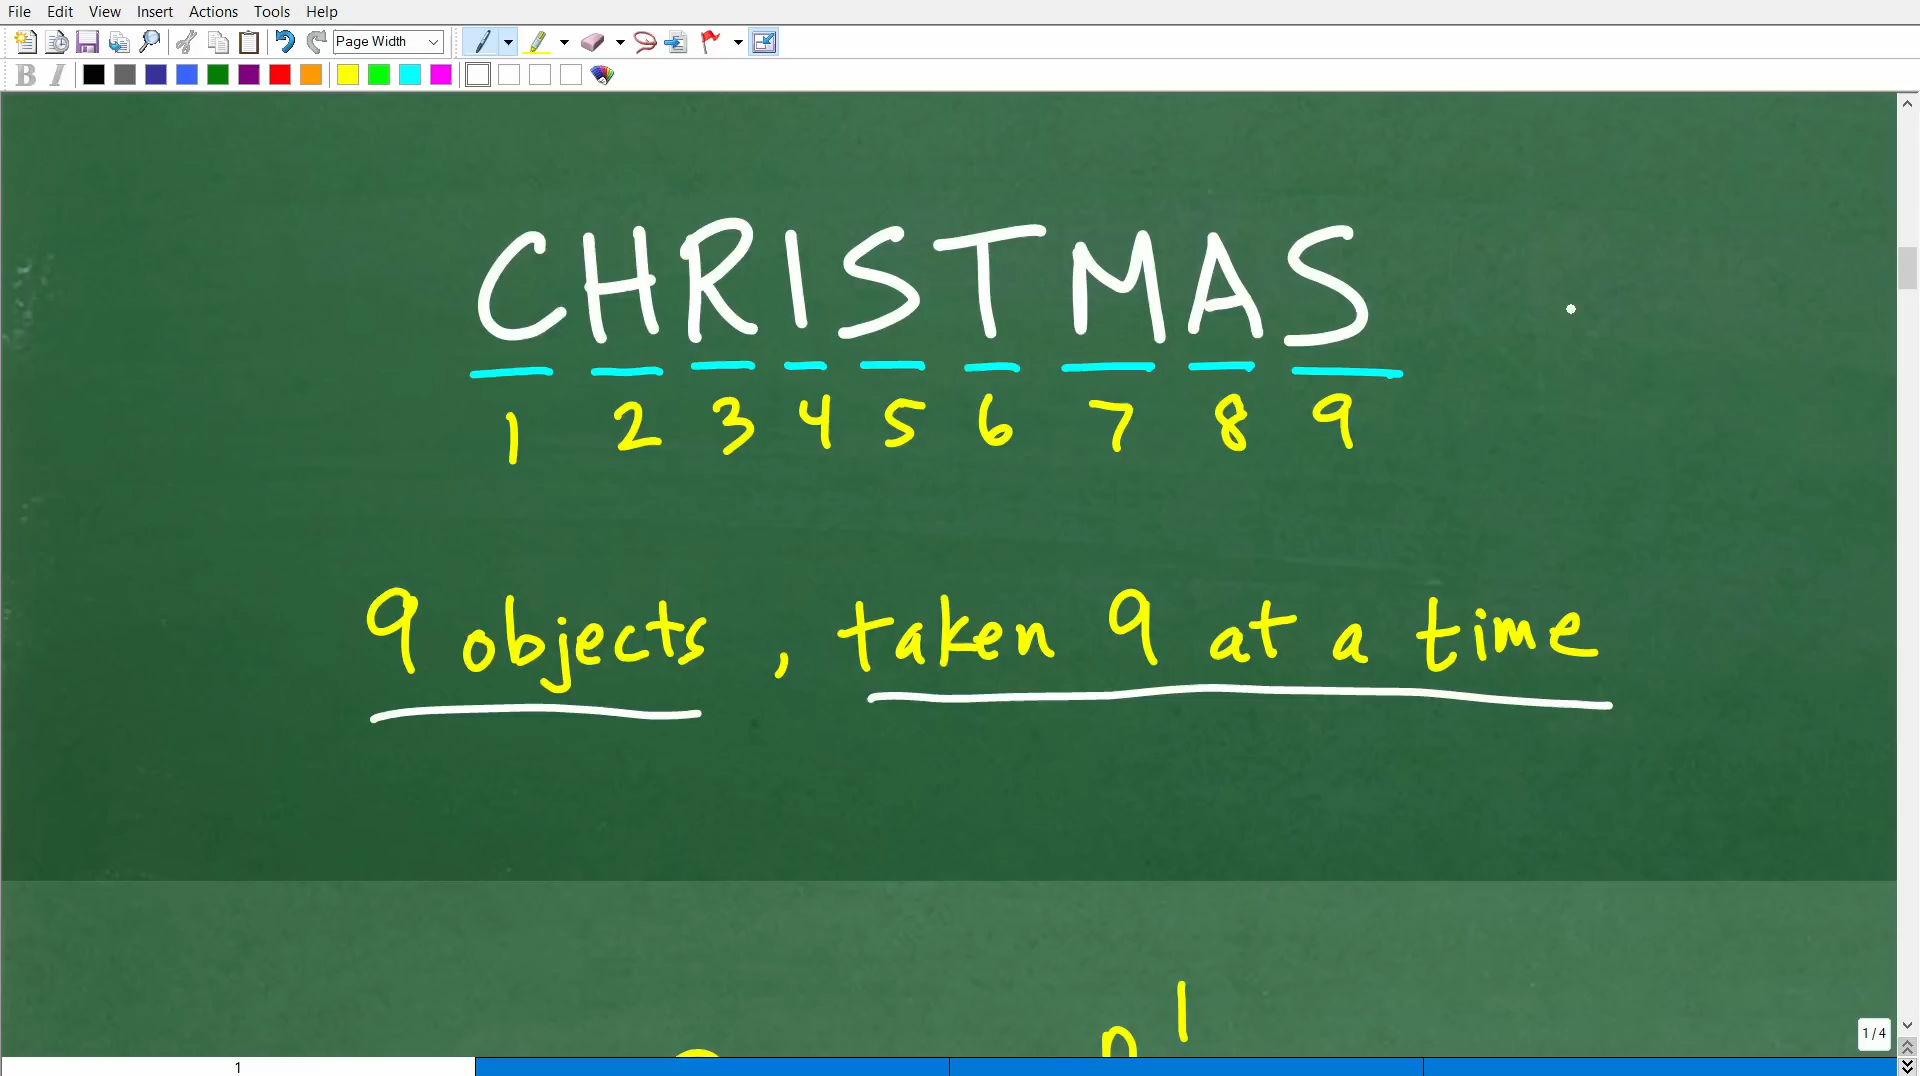 File Edit View Insert Actions Tools Help
Page Width
B I
CHRISTMAS
1 2 3 4 5 6 7 8 9
9 objects, taken 9 at a time
1 / 4
1